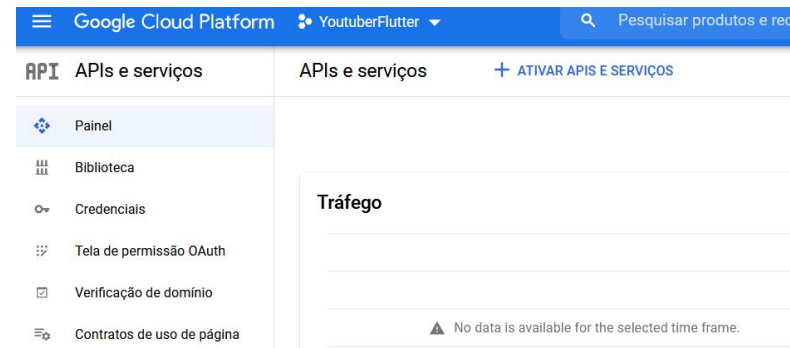 Google Cloud Platform YoutuberFlutter Pesquisar produtos e rec
API APIs e serviços APIs e serviços + ATIVAR APIS E SERVIÇOS
Painel
Biblioteca
Credenciais
Tráfego
Tela de permissão OAuth
Verificação de domínio
Contratos de uso de página
No data is available for the selected time frame.